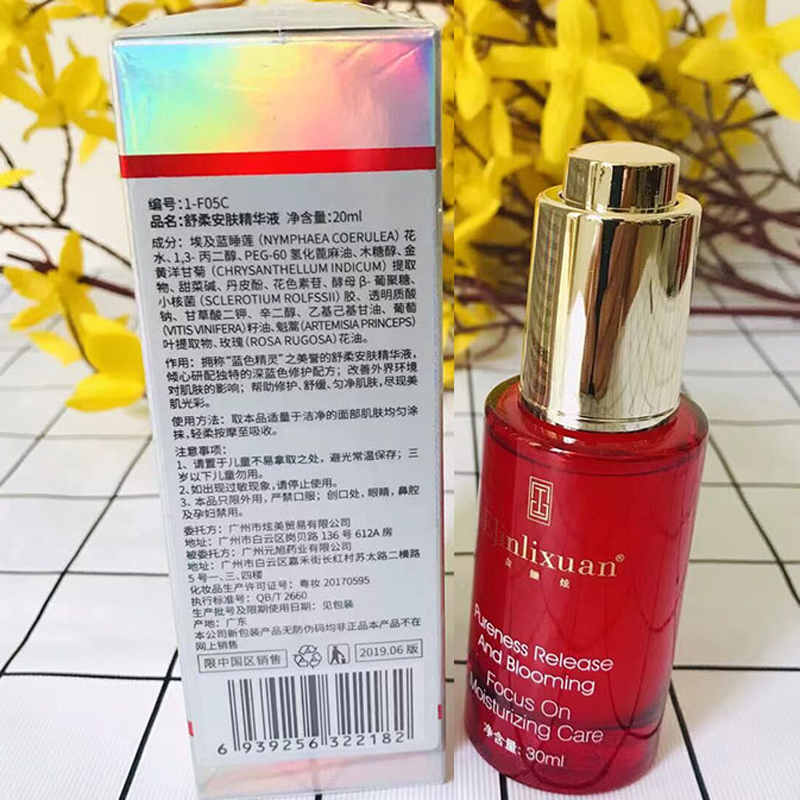 编号:1-F05C
品名:舒柔安肤精华液 净含量:20ml
成分: 埃及蓝睡莲 (NYMPHAEA COERULEA) 花
水、1,3- 丙二醇、PEG-60 氢化蓖麻油、木糖醇、金
黄洋甘菊 (CHRYSANTHELLUM INDICUM) 提取
物、甜菜碱、丹皮酚、花色素苷、酵母 β- 葡聚糖、
小核菌 (SCLEROTIUM ROLFSSII) 胶、透明质酸
钠、甘草酸二钾、辛二醇、乙基己基甘油、葡萄
(VITIS VINIFERA) 籽油、魁蒿 (ARTEMISIA PRINCEPS)
叶提取物、玫瑰 (ROSA RUGOSA) 花油。
作用: 拥称“蓝色精灵”之美誉的舒柔安肤精华液,
倾心研配独特的深蓝色修护配方; 改善外界环境
对肌肤的影响; 帮助修护、舒缓、匀净肌肤, 尽现美
肌光彩。
使用方法: 取本品适量于洁净的面部肌肤均匀涂
抹, 轻柔按摩至吸收。
注意事项:
1、请置于儿童不易拿取之处, 避光常温保存; 三
岁以下儿童勿用。
2、如出现过敏现象, 请停止使用。
3、本品只限外用, 严禁口服; 创口处, 眼睛, 鼻腔
及孕妇禁用。
委托方: 广州市炫美贸易有限公司
地址: 广州市白云区岗贝路 136 号 612A 房
被委托方: 广州元旭药业有限公司
地址: 广州市白云区嘉禾街长红村苏太路二横路
5 号一、三、四楼
化妆品生产许可证号: 粤妆 20170595
执行标准号: QB/T 2660
生产批号及限期使用日期: 见包装
产地: 广东
本公司新包装产品无防伪码均非正品本产品不在
网上销售
限中国区销售
2019.06 版
6 939256 322182
nlixuan®
炫
Pureness Release
And Blooming
Focus On
Moisturizing Care
净含量: 30ml